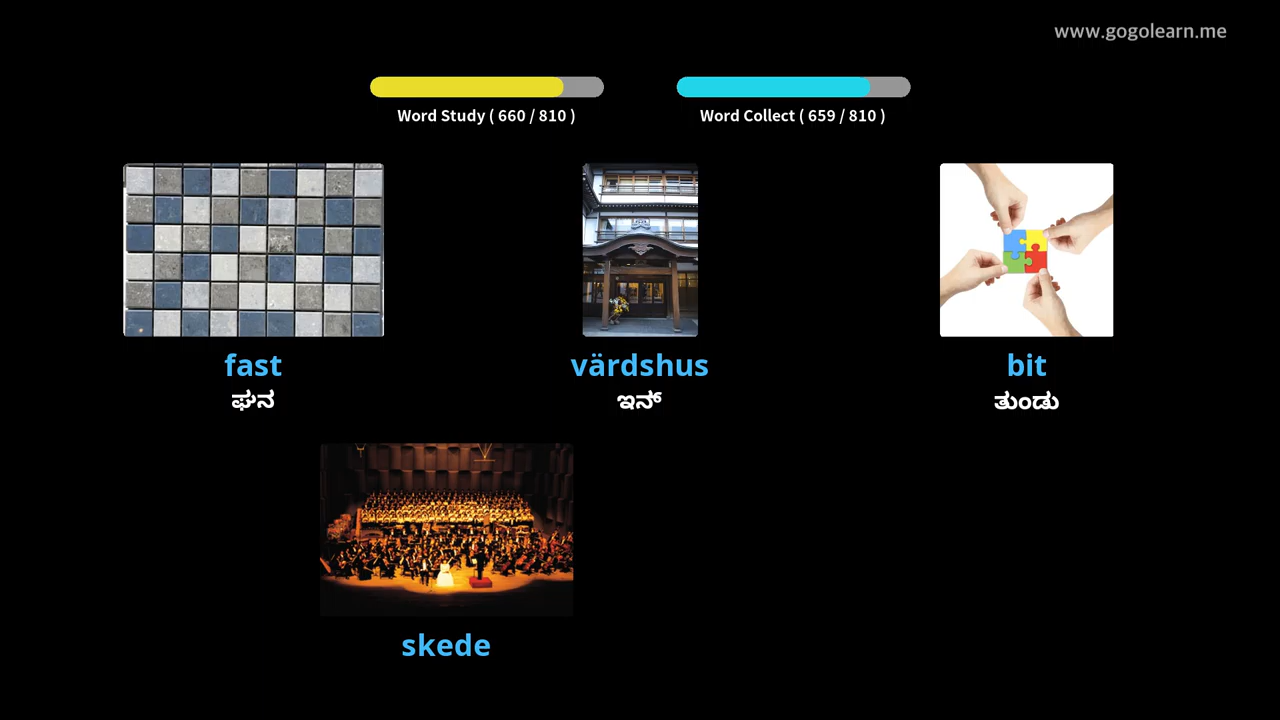 www.gogolearn.me
Word Study ( 660 / 810 )
Word Collect ( 659 / 810 )
fast
ಘನ
värdshus
ಇನ್
bit
ತುಂಡು
skede